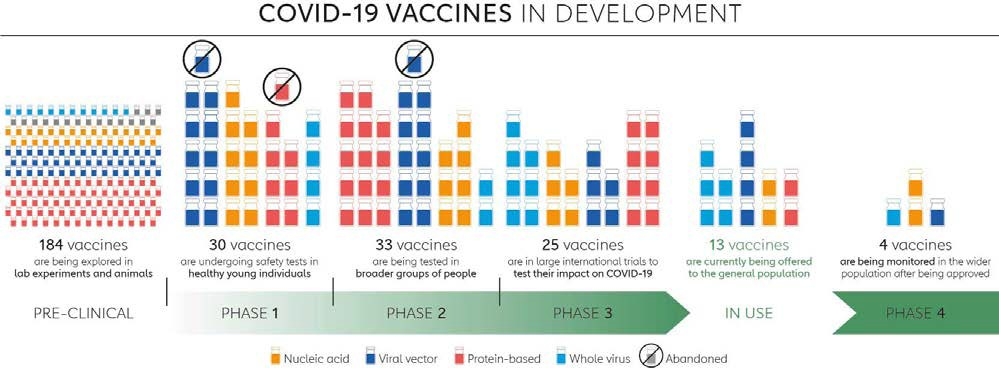 COVID-19 VACCINES IN DEVELOPMENT
184 vaccines
are being explored in
lab experiments and animals
30 vaccines
are undergoing safety tests in
healthy young individuals
33 vaccines
are being tested in
broader groups of people
25 vaccines
are in large international trials to
test their impact on COVID-19
13 vaccines
are currently being offered
to the general population
4 vaccines
are being monitored in the wider
population after being approved
PRE-CLINICAL
PHASE 1
PHASE 2
PHASE 3
IN USE
PHASE 4
Nucleic acid
Viral vector
Protein-based
Whole virus
Abandoned